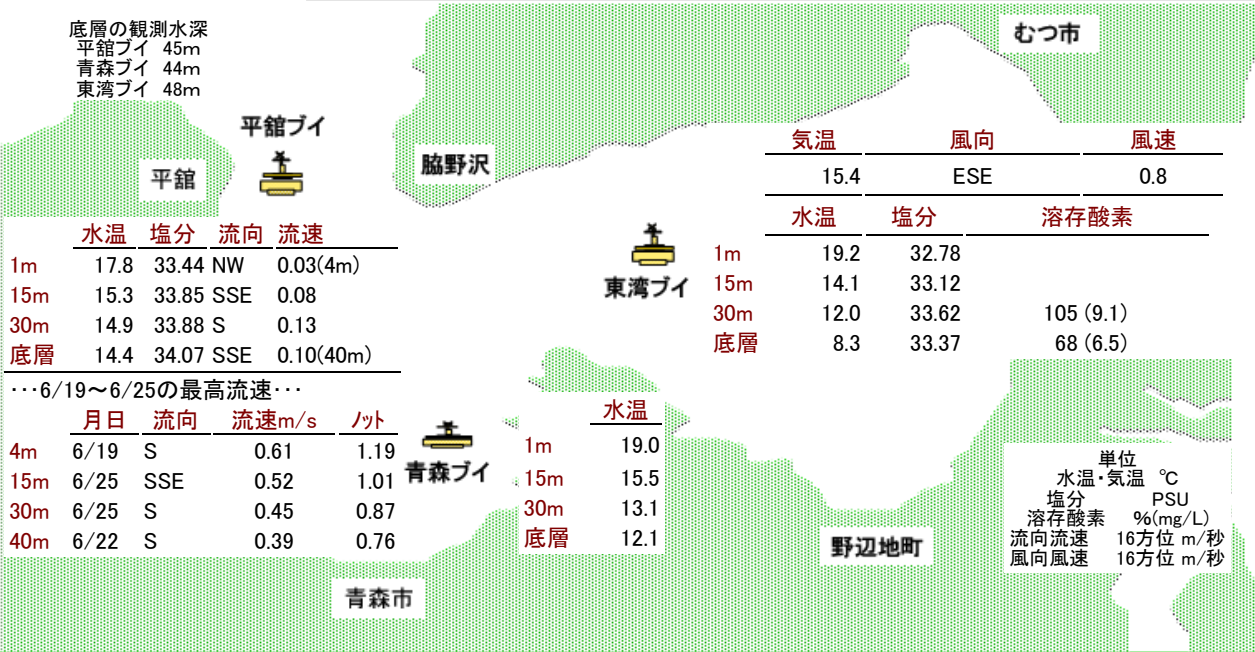 底層の観測水深
平舘ブイ 45m
青森ブイ 44m
東湾ブイ 48m
むつ市
平舘ブイ
平舘
脇野沢
気温 風向 風速
15.4 ESE 0.8
水温 塩分 溶存酸素
1m 19.2 32.78
15m 14.1 33.12
30m 12.0 33.62 105 (9.1)
底層 8.3 33.37 68 (6.5)
東湾ブイ
水温 塩分 流向 流速
1m 17.8 33.44 NW 0.03(4m)
15m 15.3 33.85 SSE 0.08
30m 14.9 33.88 S 0.13
底層 14.4 34.07 SSE 0.10(40m)
･･･6/19～6/25の最高流速･･･
月日 流向 流速m/s ﾉｯﾄ
4m 6/19 S 0.61 1.19
15m 6/25 SSE 0.52 1.01
30m 6/25 S 0.45 0.87
40m 6/22 S 0.39 0.76
青森ブイ
水温
1m 19.0
15m 15.5
30m 13.1
底層 12.1
単位
水温・気温 ℃
塩分 PSU
溶存酸素 %(mg/L)
流向流速 16方位 m/秒
風向風速 16方位 m/秒
野辺地町
青森市